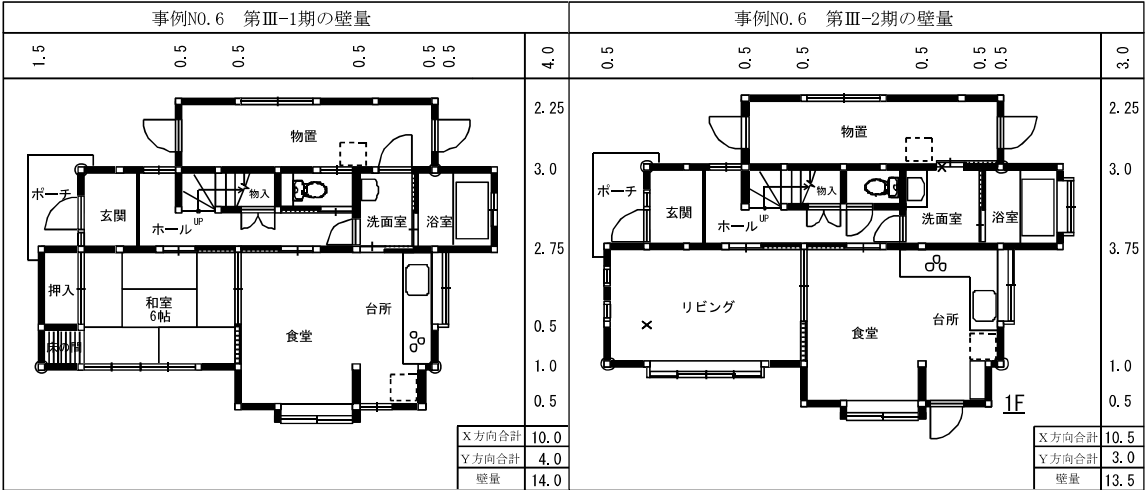 事例NO.6　第Ⅲ-1期の壁量
1.5 0.5 0.5 0.5 0.5 0.5 4.0
2.25
物置
3.0
ポーチ
玄関
ホール
UP
物入
洗面室
浴室
2.75
押入
和室
6帖
床の間
食堂
台所
0.5
1.0
0.5
X方向合計 10.0
Y方向合計 4.0
壁量 14.0
事例NO.6　第Ⅲ-2期の壁量
0.5 0.5 0.5 0.5 0.5 0.5 3.0
2.25
物置
3.0
ポーチ
玄関
ホール
UP
物入
洗面室
浴室
3.75
リビング
食堂
台所
1.0
0.5
1F
X方向合計 10.5
Y方向合計 3.0
壁量 13.5